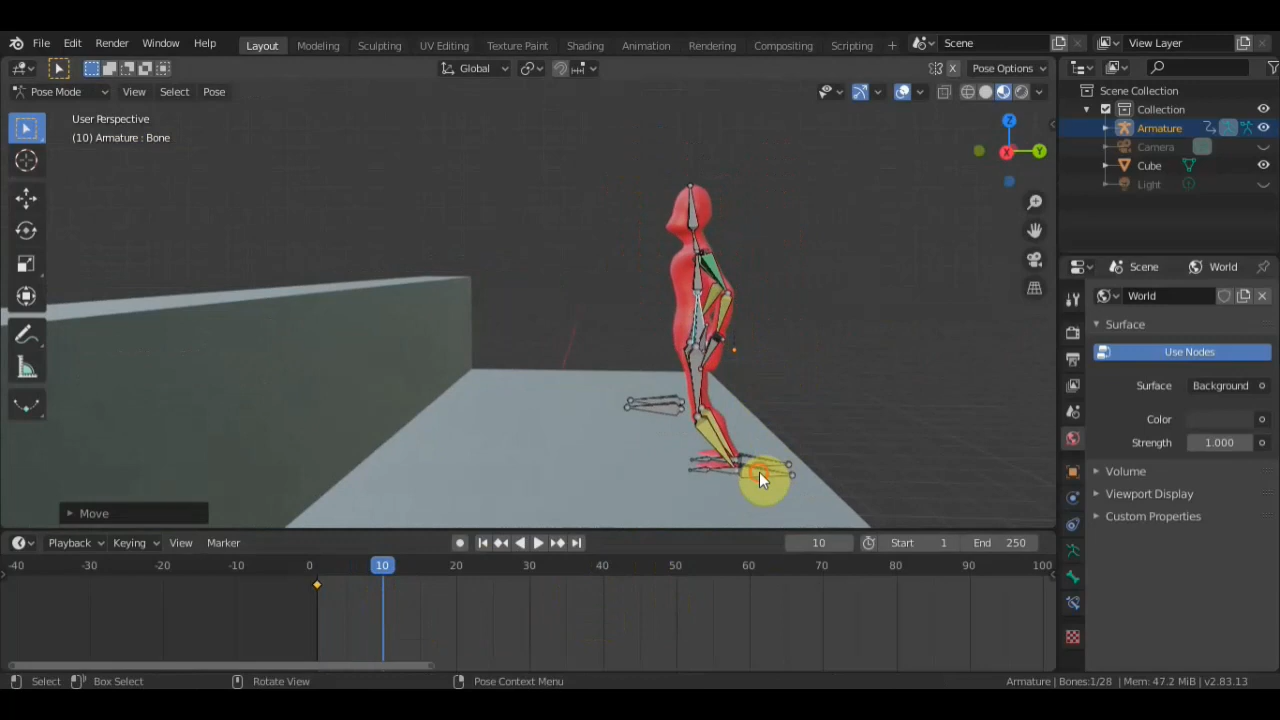 File Edit Render Window Help Layout Modeling Sculpting UV Editing Texture Paint Shading Animation Rendering Compositing Scripting + Scene View Layer
Global X Pose Options
Pose Mode View Select Pose
User Perspective
(10) Armature : Bone
Z
X Y
Move
Scene Collection
Collection
Armature
Camera
Cube
Light
Scene World
World
Surface
Use Nodes
Surface Background
Color
Strength 1.000
Volume
Viewport Display
Custom Properties
Playback Keying View Marker 10 Start 1 End 250
-40 -30 -20 -10 0 10 20 30 40 50 60 70 80 90 100
Select Box Select Rotate View Pose Context Menu Armature | Bones:1/28 | Mem: 47.2 MiB | v2.83.13